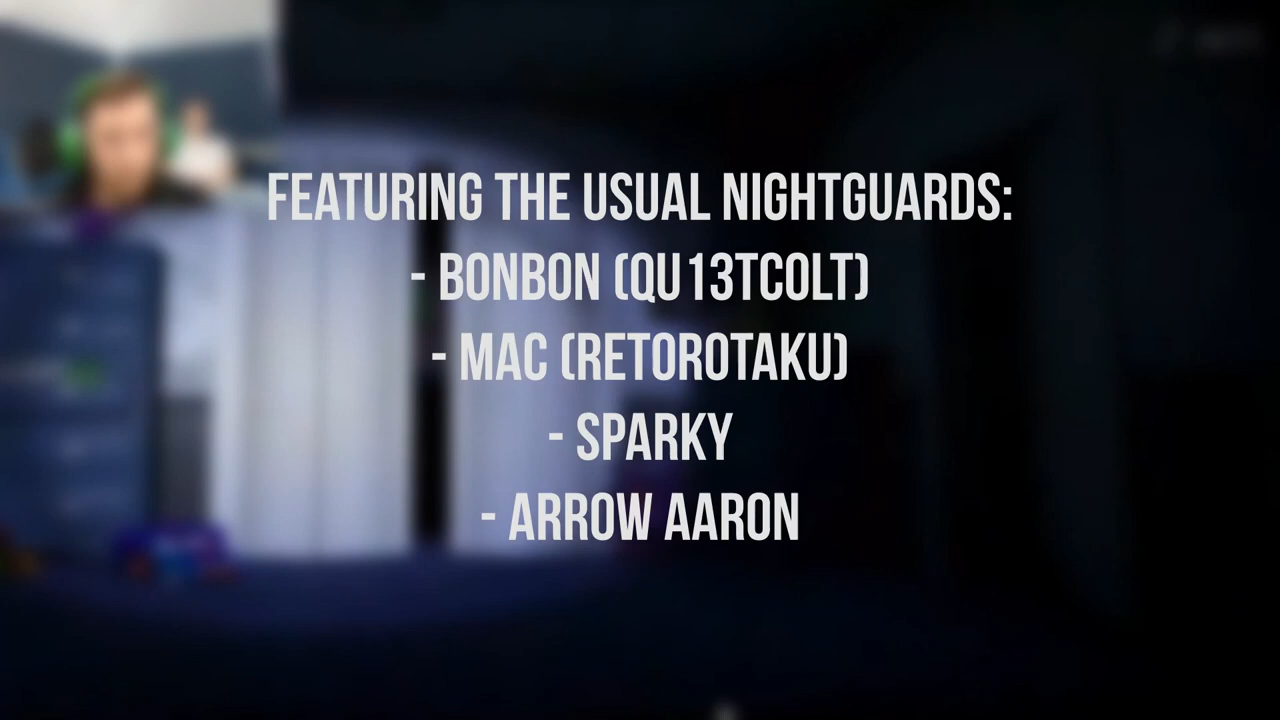 FEATURING THE USUAL NIGHTGUARDS:
- BONBON (QU13TCOLT)
- MAC (RETOROTAKU)
- SPARKY
- ARROW AARON